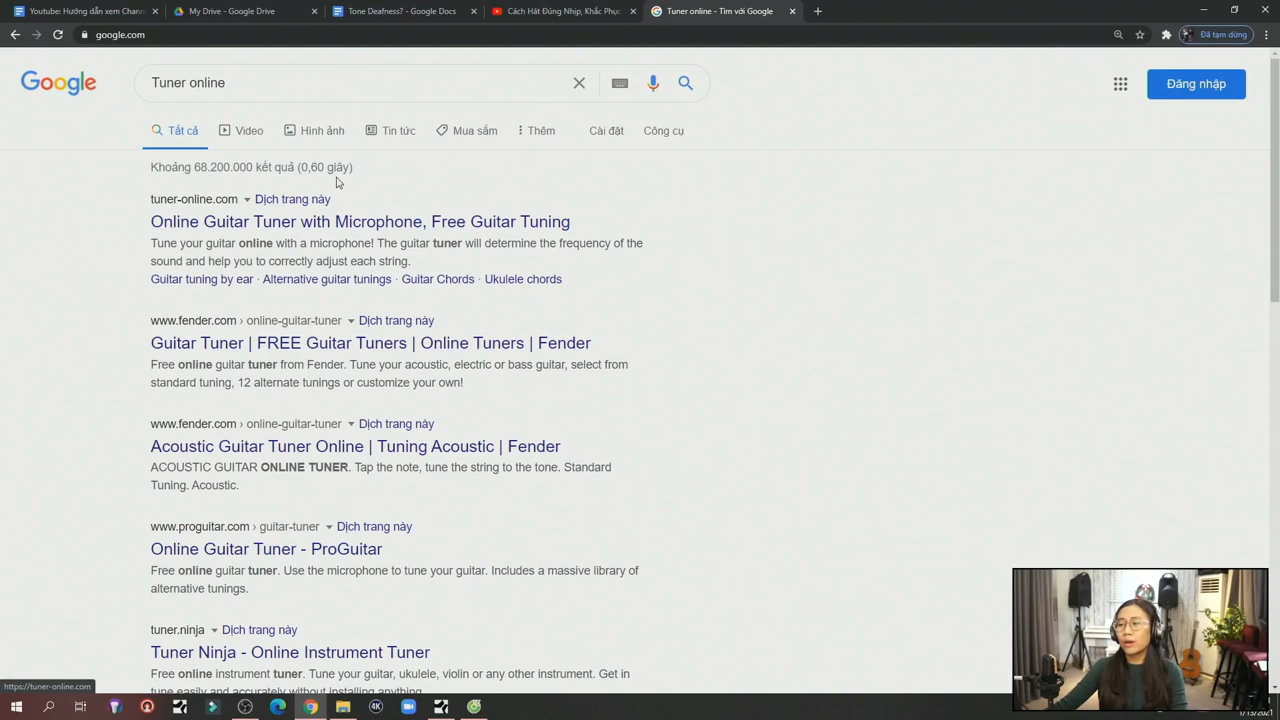 Youtube: Hướng dẫn xem Chann
My Drive - Google Drive
Tone Deafness? - Google Docs
Cách Hát Đúng Nhịp, Khắc Phục
Tuner online - Tìm với Google
google.com
Đã tạm dừng
Google
Tuner online
Đăng nhập
Tất cả
Video
Hình ảnh
Tin tức
Mua sắm
Thêm
Cài đặt
Công cụ
Khoảng 68.200.000 kết quả (0,60 giây)
tuner-online.com Dịch trang này
Online Guitar Tuner with Microphone, Free Guitar Tuning
Tune your guitar online with a microphone! The guitar tuner will determine the frequency of the
sound and help you to correctly adjust each string.
Guitar tuning by ear · Alternative guitar tunings · Guitar Chords · Ukulele chords
www.fender.com › online-guitar-tuner Dịch trang này
Guitar Tuner | FREE Guitar Tuners | Online Tuners | Fender
Free online guitar tuner from Fender. Tune your acoustic, electric or bass guitar, select from
standard tuning, 12 alternate tunings or customize your own!
www.fender.com › online-guitar-tuner Dịch trang này
Acoustic Guitar Tuner Online | Tuning Acoustic | Fender
ACOUSTIC GUITAR ONLINE TUNER. Tap the note, tune the string to the tone. Standard
Tuning. Acoustic.
www.proguitar.com › guitar-tuner Dịch trang này
Online Guitar Tuner - ProGuitar
Free online guitar tuner. Use the microphone to tune your guitar. Includes a massive library of
alternative tunings.
tuner.ninja Dịch trang này
Tuner Ninja - Online Instrument Tuner
Free online instrument tuner. Tune your guitar, ukulele, violin or any other instrument. Get in
tune easily and accurately without installing anything.
https://tuner-online.com
4K
1/15/2021